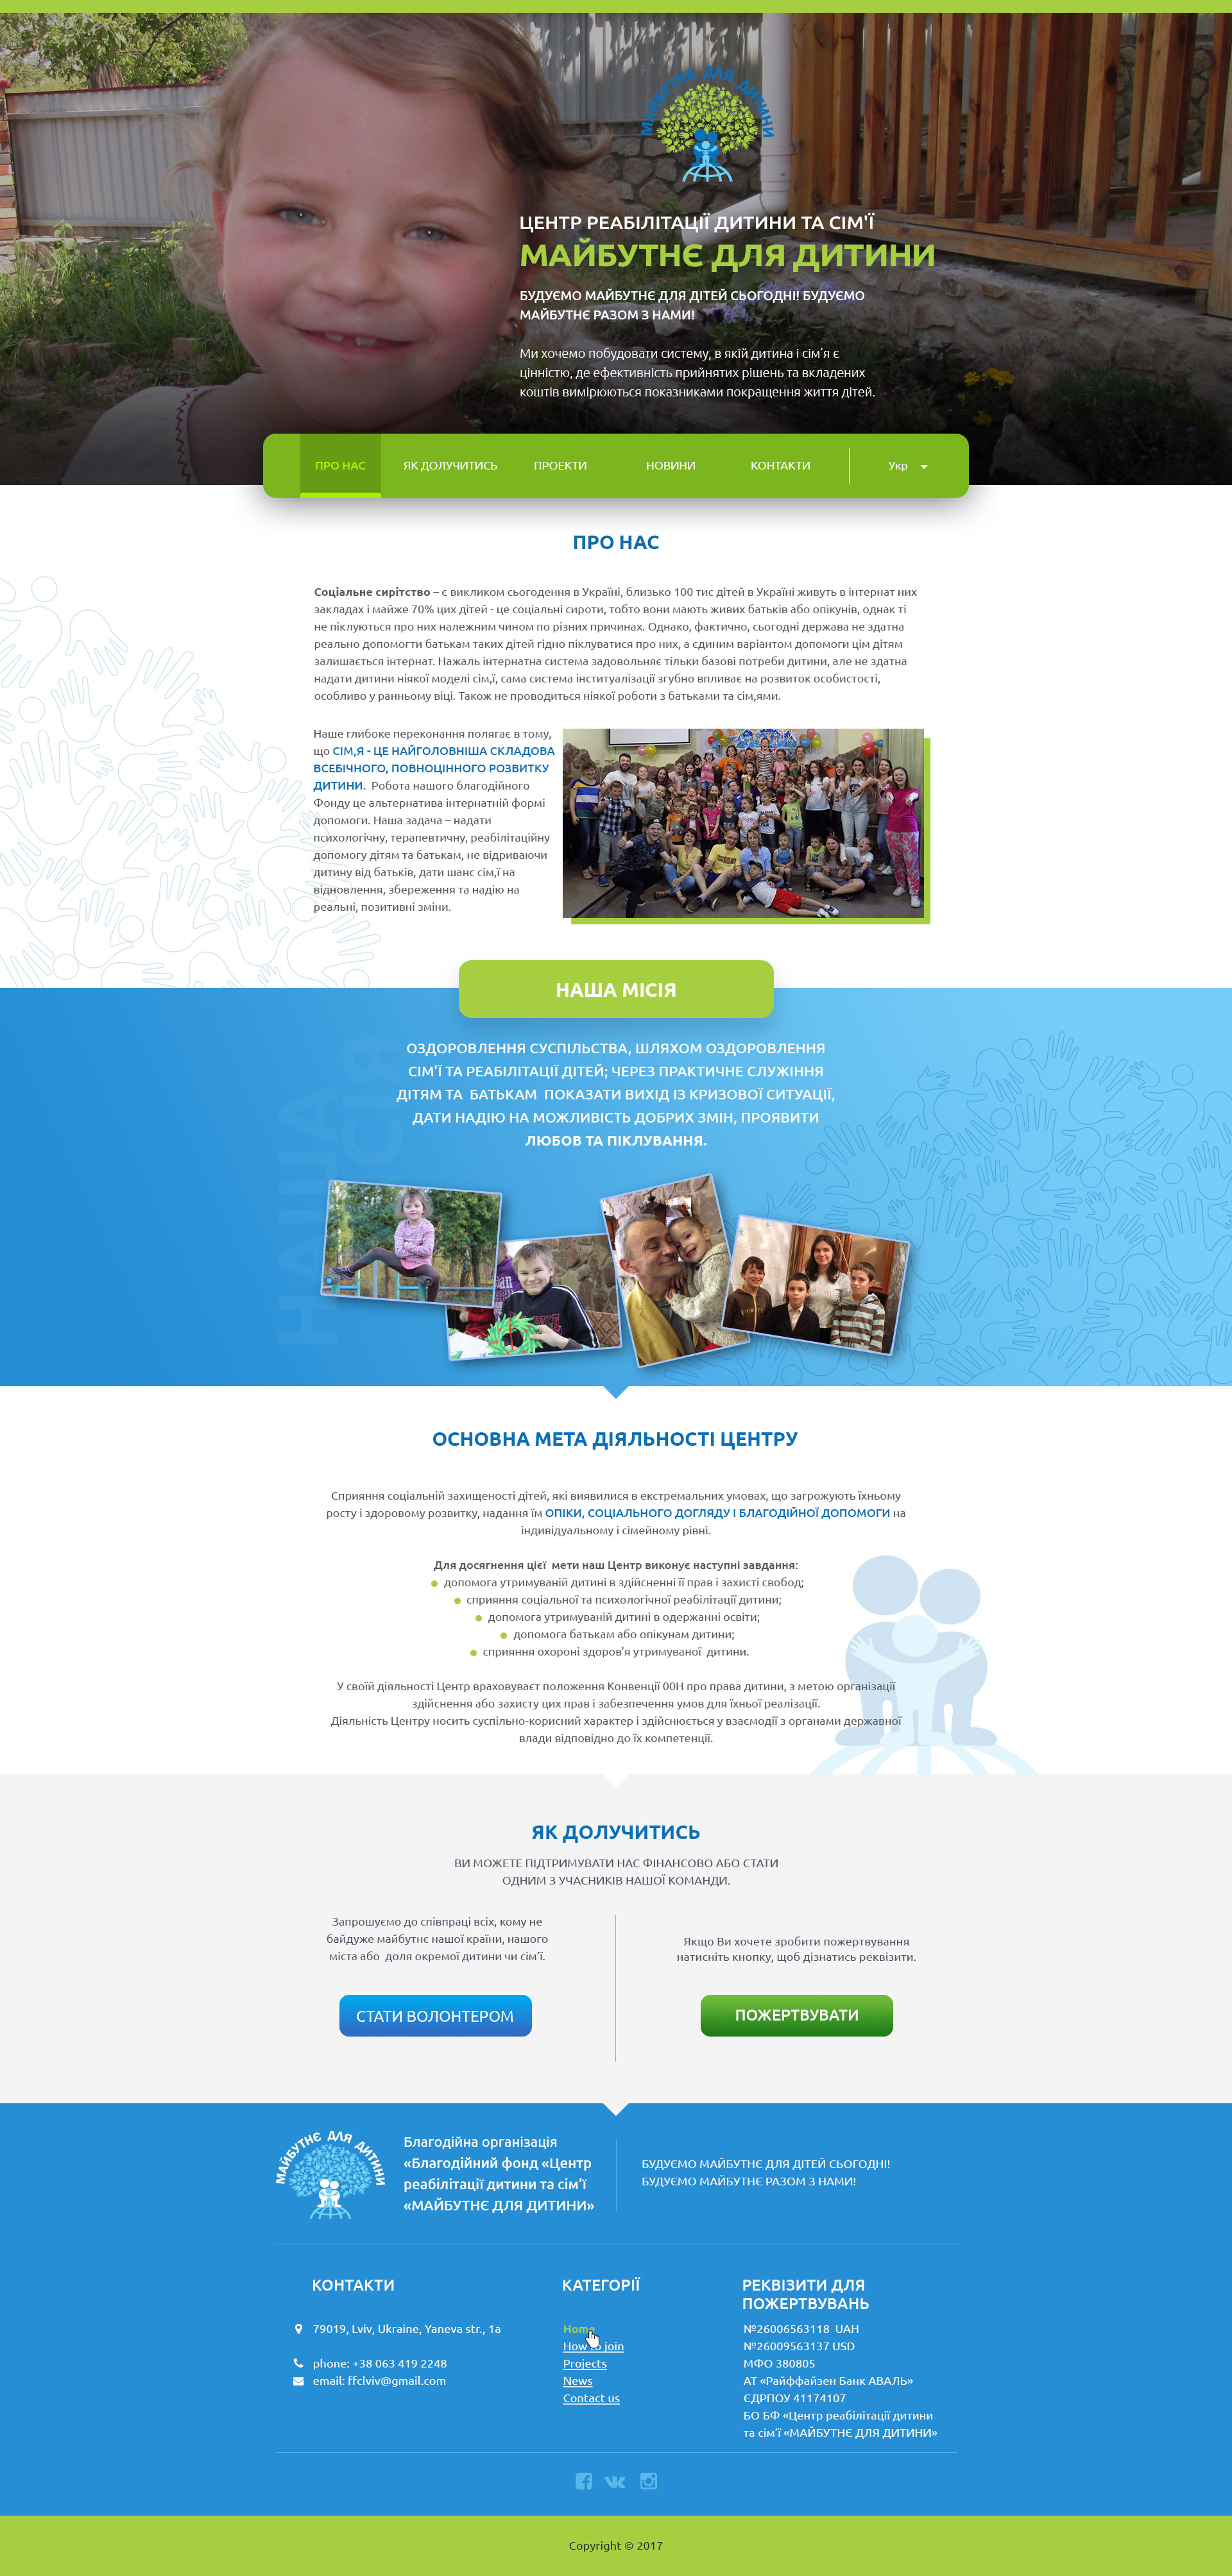 МАЙБУТНЄ ДЛЯ ДИТИНИ
ЦЕНТР РЕАБІЛІТАЦІЇ ДИТИНИ ТА СІМ'Ї
МАЙБУТНЄ ДЛЯ ДИТИНИ
БУДУЄМО МАЙБУТНЄ ДЛЯ ДІТЕЙ СЬОГОДНІ! БУДУЄМО
МАЙБУТНЄ РАЗОМ З НАМИ!
Ми хочемо побудовати систему, в якій дитина і сім’я є
цінністю, де ефективність прийнятих рішень та вкладених
коштів вимірюються показниками покращення життя дітей.
ПРО НАС ЯК ДОЛУЧИТИСЬ ПРОЕКТИ НОВИНИ КОНТАКТИ Укр
ПРО НАС
Соціальне сирітство – є викликом сьогодення в Україні, близько 100 тис дітей в Україні живуть в інтернат них
закладах і майже 70% цих дітей - це соціальні сироти, тобто вони мають живих батьків або опікунів, однак ті
не піклуються про них належним чином по різних причинах. Однако, фактично, сьогодні держава не здатна
реально допомогти батькам таких дітей гідно піклуватися про них, а єдиним варіантом допомоги цім дітям
залишається інтернат. Нажаль інтернатна система задовольняє тільки базові потреби дитини, але не здатна
надати дитини ніякої моделі сім,ї, сама система інституалізації згубно впливає на розвиток особистості,
особливо у ранньому віці. Також не проводиться ніякої роботи з батьками та сім,ями.
Наше глибоке переконання полягає в тому,
що СІМ,Я - ЦЕ НАЙГОЛОВНІША СКЛАДОВА
ВСЕБІЧНОГО, ПОВНОЦІННОГО РОЗВИТКУ
ДИТИНИ. Робота нашого благодійного
Фонду це альтернатива інтернатній формі
допомоги. Наша задача – надати
психологічну, терапевтичну, реабілітаційну
допомогу дітям та батькам, не відриваючи
дитину від батьків, дати шанс сім,ї на
відновлення, збереження та надію на
реальні, позитивні зміни.
НАША МІСІЯ
НАША
СІЯ
ОЗДОРОВЛЕННЯ СУСПІЛЬСТВА, ШЛЯХОМ ОЗДОРОВЛЕННЯ
СІМ'Ї ТА РЕАБІЛІТАЦІЇ ДІТЕЙ; ЧЕРЕЗ ПРАКТИЧНЕ СЛУЖІННЯ
ДІТЯМ ТА БАТЬКАМ ПОКАЗАТИ ВИХІД ІЗ КРИЗОВОЇ СИТУАЦІЇ,
ДАТИ НАДІЮ НА МОЖЛИВІСТЬ ДОБРИХ ЗМІН, ПРОЯВИТИ
ЛЮБОВ ТА ПІКЛУВАННЯ.
ОСНОВНА МЕТА ДІЯЛЬНОСТІ ЦЕНТРУ
Сприяння соціальній захищеності дітей, які виявилися в екстремальних умовах, що загрожують їхньому
росту і здоровому розвитку, надання їм ОПІКИ, СОЦІАЛЬНОГО ДОГЛЯДУ І БЛАГОДІЙНОЇ ДОПОМОГИ на
індивідуальному і сімейному рівні.
Для досягнення цієї мети наш Центр виконує наступні завдання:
допомога утримуваній дитині в здійсненні її прав і захисті свобод;
сприяння соціальної та психологічної реабілітації дитини;
допомога утримуваній дитині в одержанні освіти;
допомога батькам або опікунам дитини;
сприяння охороні здоров'я утримуваної дитини.
У своїй діяльності Центр враховуваєт положення Конвенції 00Н про права дитини, з метою організації
здійснення або захисту цих прав і забезпечення умов для їхньої реалізації.
Діяльність Центру носить суспільно-корисний характер і здійснюється у взаємодії з органами державної
влади відповідно до їх компетенції.
ЯК ДОЛУЧИТИСЬ
ВИ МОЖЕТЕ ПІДТРИМУВАТИ НАС ФІНАНСОВО АБО СТАТИ
ОДНИМ З УЧАСНИКІВ НАШОЇ КОМАНДИ.
Запрошуємо до співпраці всіх, кому не
байдуже майбутнє нашої країни, нашого
міста або доля окремої дитини чи сім’ї.
СТАТИ ВОЛОНТЕРОМ
Якщо Ви хочете зробити пожертвування
натисніть кнопку, щоб дізнатись реквізити.
ПОЖЕРТВУВАТИ
МАЙБУТНЄ ДЛЯ ДИТИНИ
Благодійна організація
«Благодійний фонд «Центр
реабілітації дитини та сім’ї
«МАЙБУТНЄ ДЛЯ ДИТИНИ»
БУДУЄМО МАЙБУТНЄ ДЛЯ ДІТЕЙ СЬОГОДНІ!
БУДУЄМО МАЙБУТНЄ РАЗОМ З НАМИ!
КОНТАКТИ
79019, Lviv, Ukraine, Yaneva str., 1a
phone: +38 063 419 2248
email: ffclviv@gmail.com
КАТЕГОРІЇ
Home
How to join
Projects
News
Contact us
РЕКВІЗИТИ ДЛЯ
ПОЖЕРТВУВАНЬ
№26006563118 UAH
№26009563137 USD
МФО 380805
АТ «Райффайзен Банк АВАЛЬ»
ЄДРПОУ 41174107
БО БФ «Центр реабілітації дитини
та сім’ї «МАЙБУТНЄ ДЛЯ ДИТИНИ»
Copyright © 2017